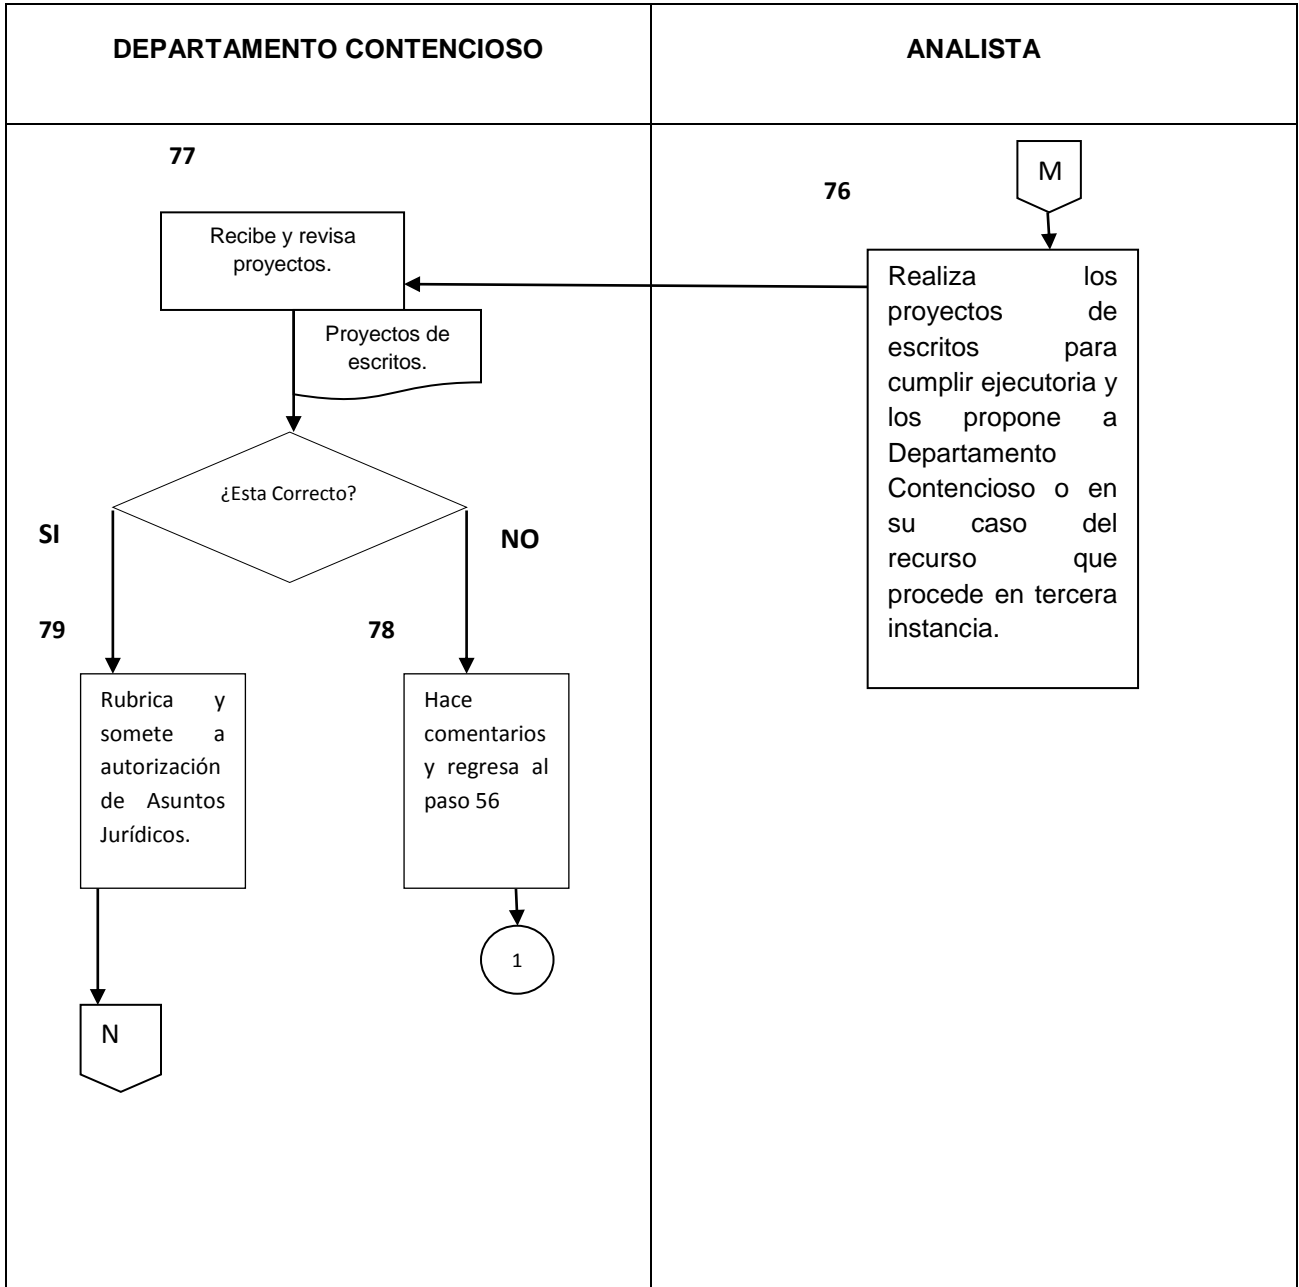 DEPARTAMENTO CONTENCIOSO
ANALISTA
M
76
Realiza los
proyectos de
escritos para
cumplir ejecutoria y
los propone a
Departamento
Contencioso o en
su caso del
recurso que
procede en tercera
instancia.
77
Recibe y revisa
proyectos.
Proyectos de
escritos.
¿Esta Correcto?
SI
NO
79
78
Rubrica y
somete a
autorización
de Asuntos
Jurídicos.
Hace
comentarios
y regresa al
paso 56
1
N